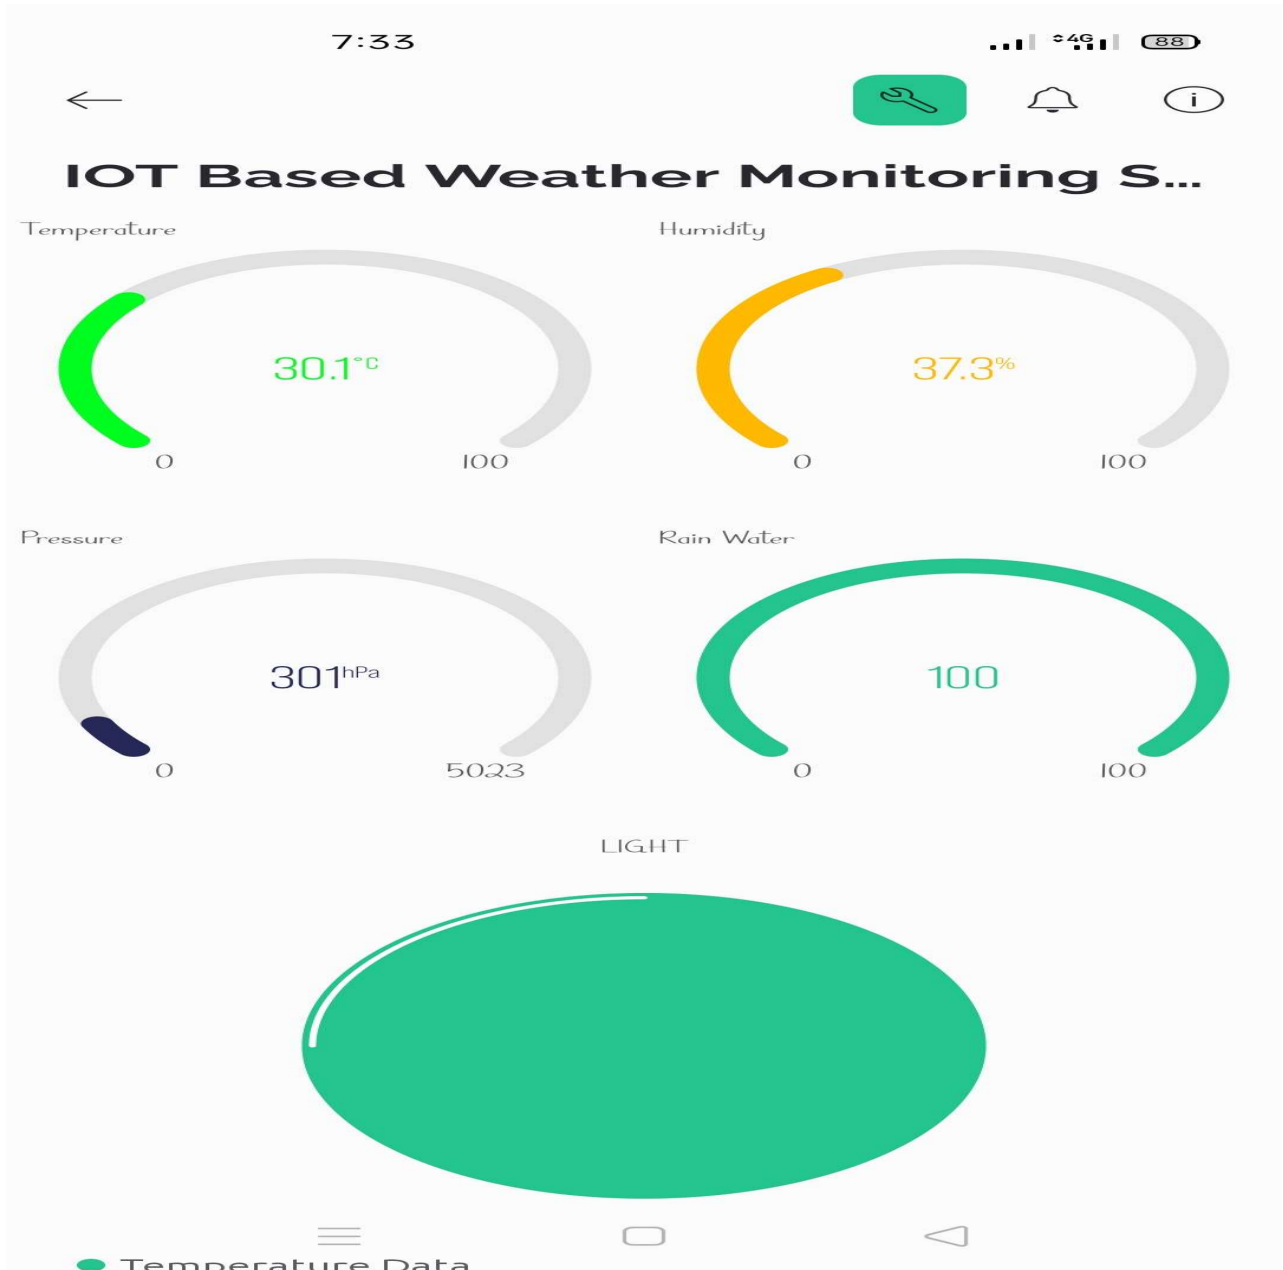 7:33
4G 88
IOT Based Weather Monitoring S...
Temperature Humidity
30.1°C 37.3%
0 100 0 100
Pressure Rain Water
301hPa 100
0 5023 0 100
LIGHT
Temperature Data